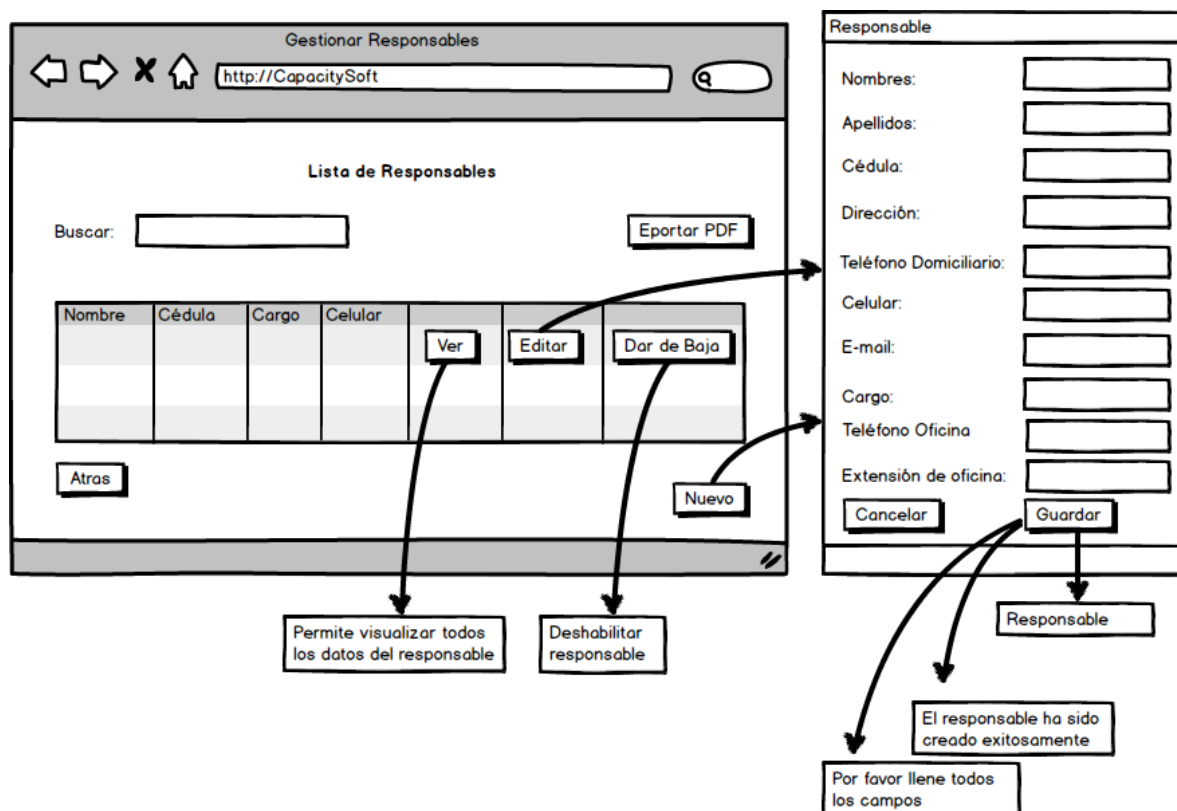 Gestionar Responsables
http://CapacitySoft
Lista de Responsables
Buscar:
Eportar PDF
Nombre Cédula Cargo Celular
Ver Editar Dar de Baja
Atras
Nuevo
Permite visualizar todos
los datos del responsable
Deshabilitar
responsable
Responsable
Nombres:
Apellidos:
Cédula:
Dirección:
Teléfono Domiciliario:
Celular:
E-mail:
Cargo:
Teléfono Oficina
Extensión de oficina:
Cancelar Guardar
Responsable
El responsable ha sido
creado exitosamente
Por favor llene todos
los campos